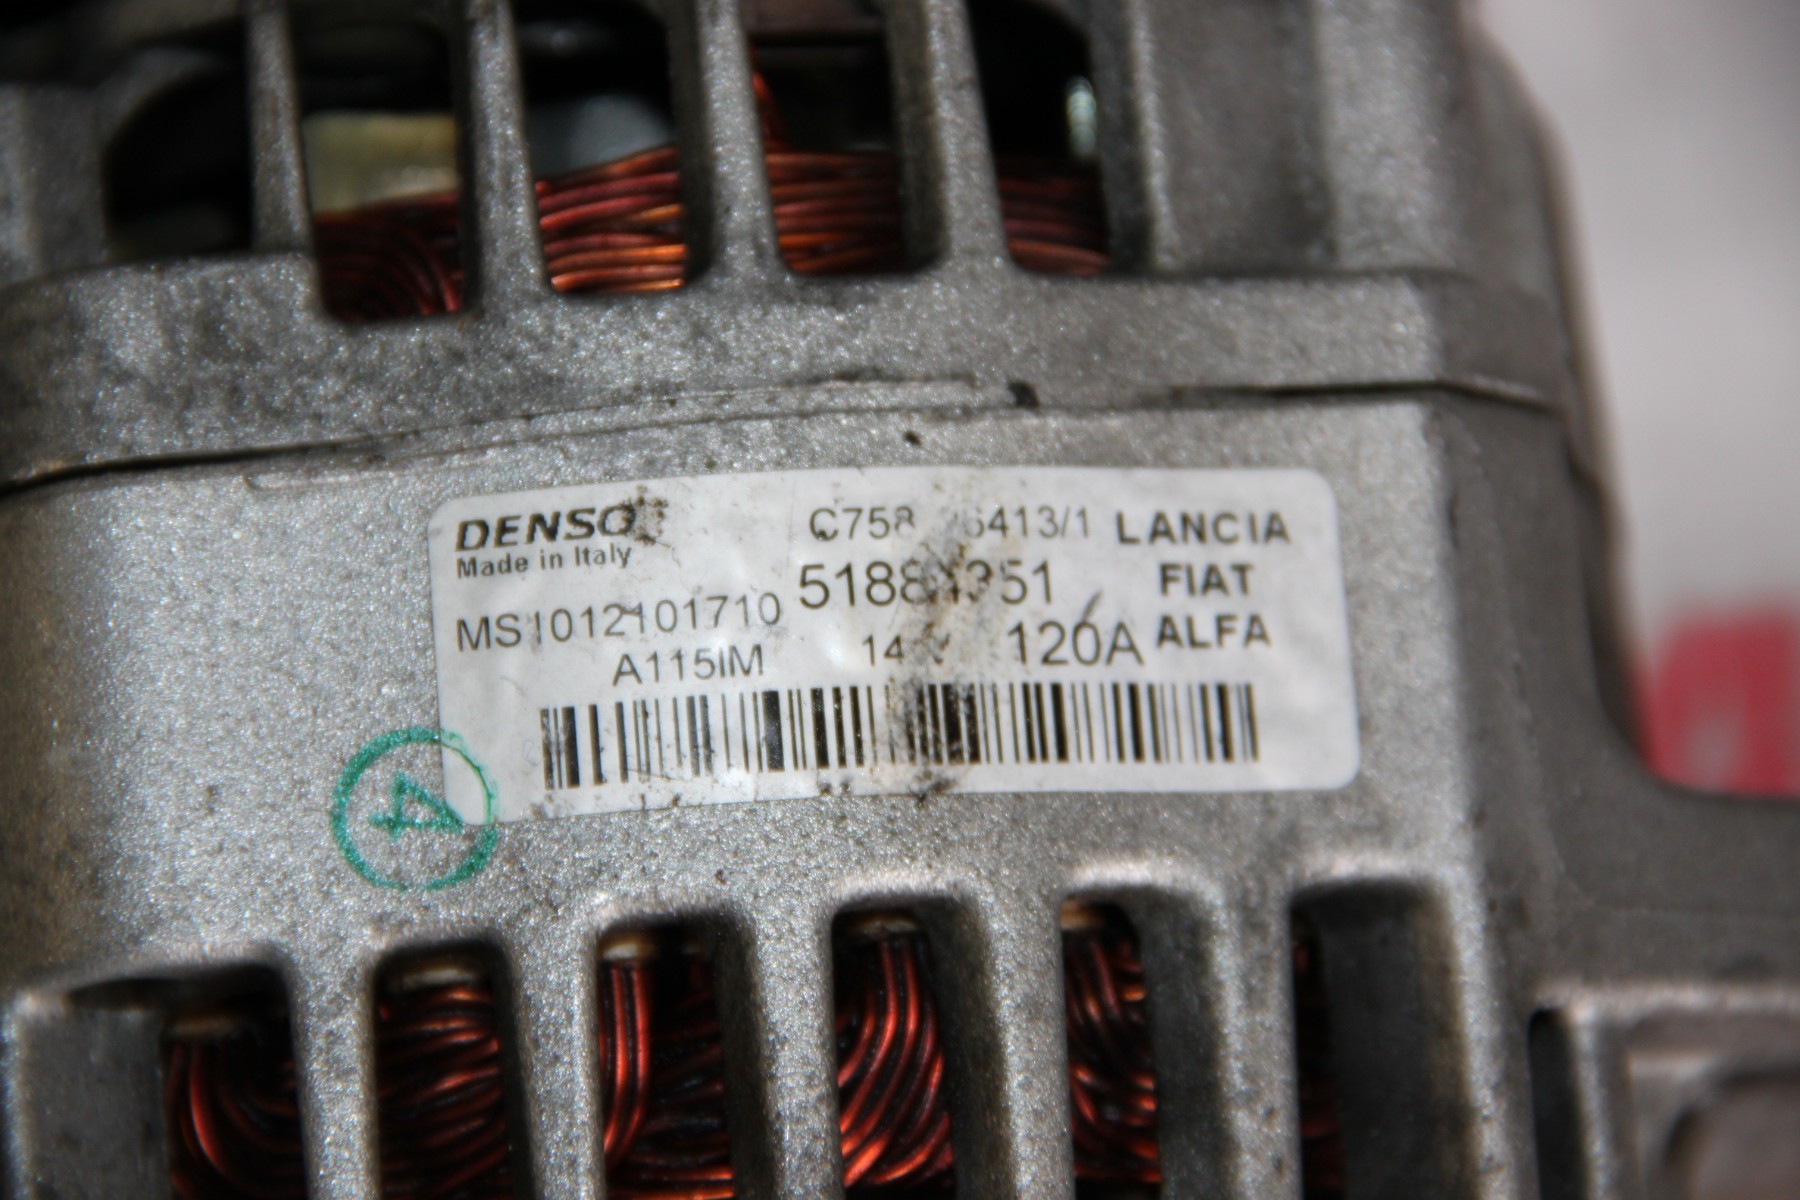 DENSO
Made in Italy
MS1012101710
A115IM
120A
LANCIA
FIAT
ALFA
4